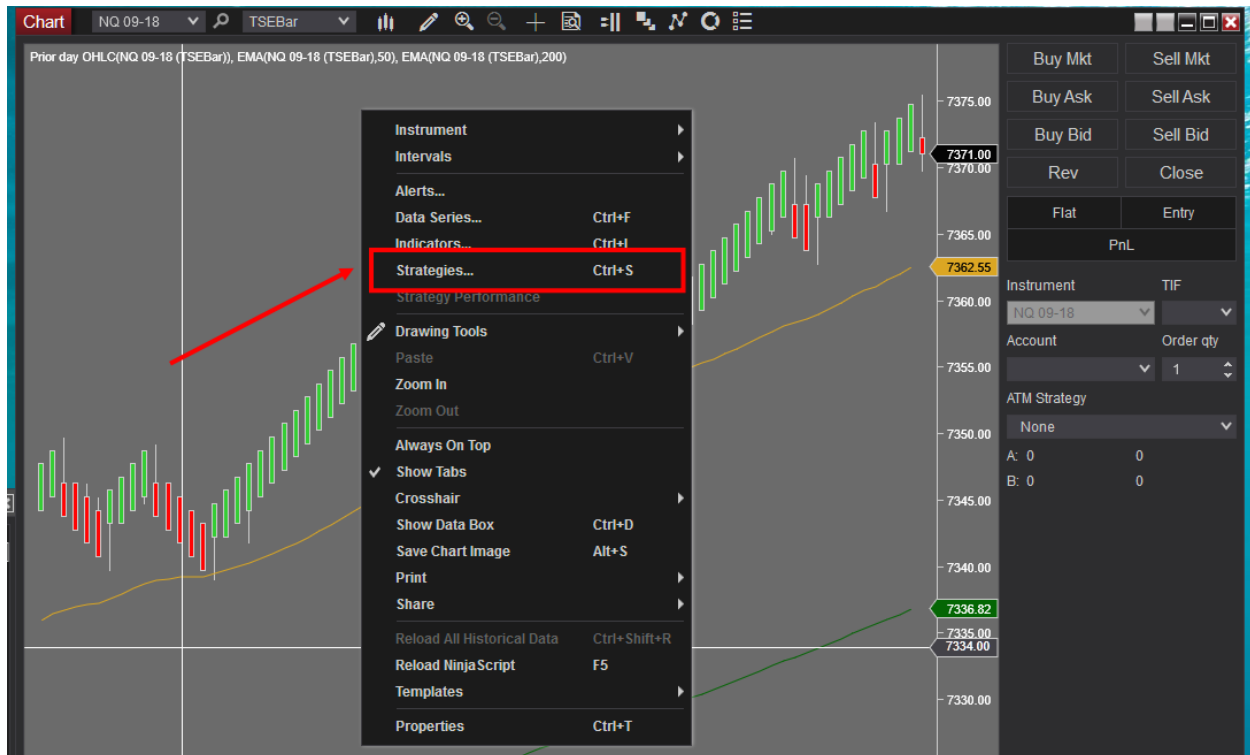 Chart NQ 09-18 TSEBar
Prior day OHLC(NQ 09-18 (TSEBar)), EMA(NQ 09-18 (TSEBar),50), EMA(NQ 09-18 (TSEBar),200)
Instrument
Intervals
Alerts...
Data Series... Ctrl+F
Indicators... Ctrl+I
Strategies... Ctrl+S
Strategy Performance
Drawing Tools
Paste Ctrl+V
Zoom In
Zoom Out
Always On Top
Show Tabs
Crosshair
Show Data Box Ctrl+D
Save Chart Image Alt+S
Print
Share
Reload All Historical Data Ctrl+Shift+R
Reload NinjaScript F5
Templates
Properties Ctrl+T
7375.00
7371.00
7370.00
7365.00
7362.55
7360.00
7355.00
7350.00
7345.00
7340.00
7336.82
7335.00
7334.00
7330.00
Buy Mkt Sell Mkt
Buy Ask Sell Ask
Buy Bid Sell Bid
Rev Close
Flat Entry
PnL
Instrument TIF
NQ 09-18
Account Order qty
1
ATM Strategy
None
A: 0 0
B: 0 0